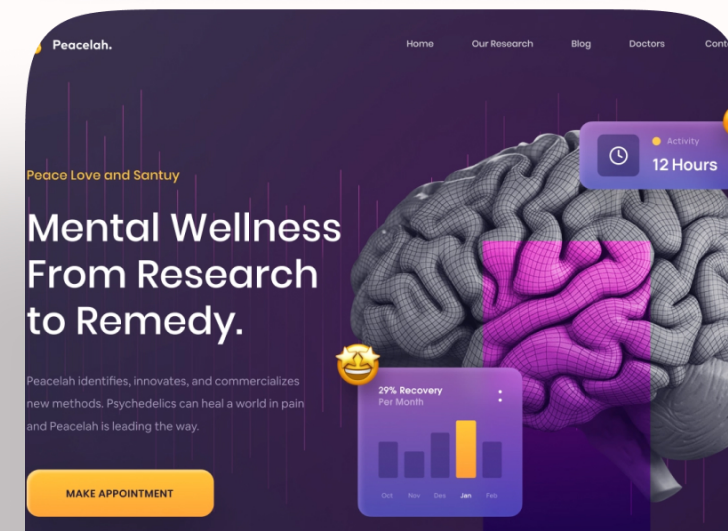 Peacelah.
Home Our Research Blog Doctors
Activity
12 Hours
Peace Love and Santuy
Mental Wellness
From Research
to Remedy.
Peacelah identifies, innovates, and commercializes
new methods. Psychedelics can heal a world in pain
and Peacelah is leading the way.
MAKE APPOINTMENT
29% Recovery
Per Month
Oct Nov Des Jan Feb